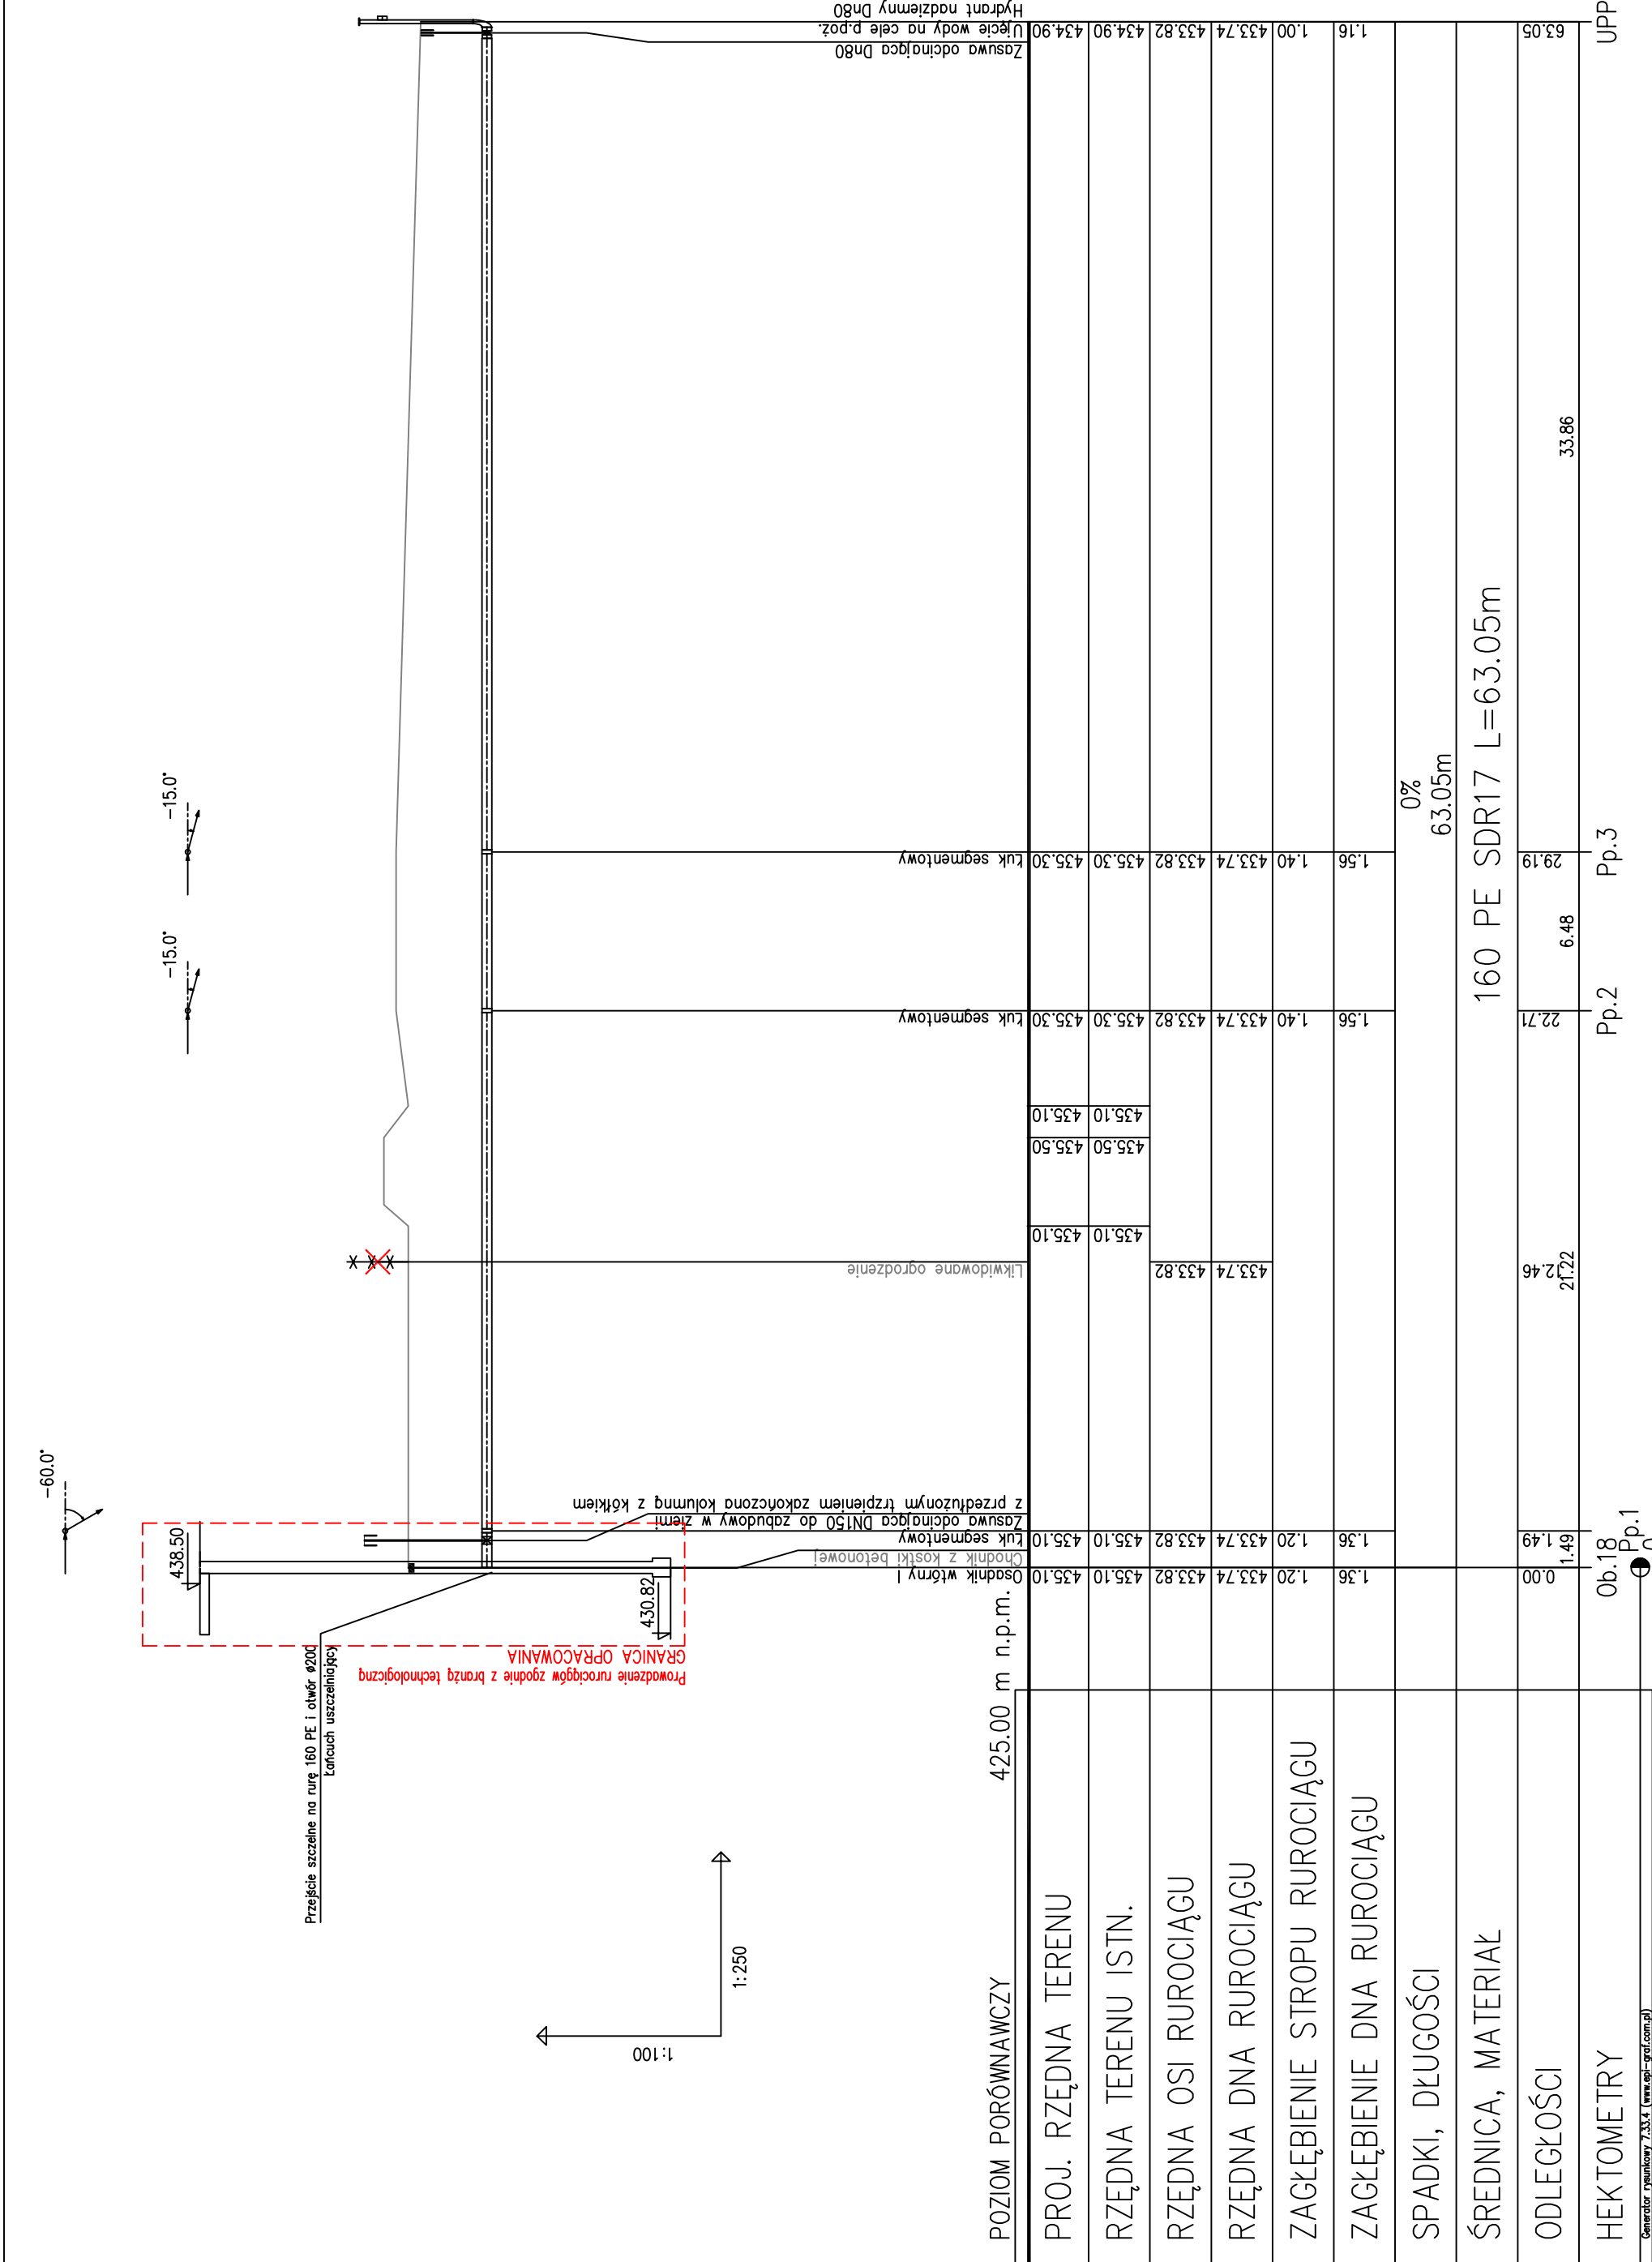 -60.0°
-15.0°
-15.0°
438.50
430.82
Przejście szczelne na rurę 160 PE i otwór ø200
Łańcuch uszczelniający
GRANICA OPRACOWANIA
Prowadzenie rurociągów zgodnie z branżą technologiczną
1:100
1:250
Osadnik wtórny I
Chodnik z kostki betonowej
Łuk segmentowy
Zasuwa odcinająca DN150 do zabudowy w ziemi
z przedłużonym trzpieniem zakończona kolumną z kółkiem
Likwidowane ogrodzenie
Łuk segmentowy
Łuk segmentowy
Zasuwa odcinająca Dn80
Ujęcie wody na cele p.poż.
Hydrant nadziemny Dn80
POZIOM PORÓWNAWCZY 425.00 m n.p.m.
PROJ. RZĘDNA TERENU 435.10 435.10 435.10 435.50 435.10 435.30 435.30 434.90
RZĘDNA TERENU ISTN. 435.10 435.10 435.10 435.50 435.10 435.30 435.30 434.90
RZĘDNA OSI RUROCIĄGU 433.82 433.82 433.82 433.82 433.82 433.82
RZĘDNA DNA RUROCIĄGU 433.74 433.74 433.74 433.74 433.74 433.74
ZAGŁĘBIENIE STROPU RUROCIĄGU 1.20 1.20 1.40 1.40 1.00
ZAGŁĘBIENIE DNA RUROCIĄGU 1.36 1.36 1.56 1.56 1.16
SPADKI, DŁUGOŚCI 0% 63.05m
ŚREDNICA, MATERIAŁ 160 PE SDR17 L=63.05m
ODLEGŁOŚCI 0.00 1.49 12.46 22.71 29.19 63.05
1.49 21.22 6.48 33.86
HEKTOMETRY Ob.18 Pp.1 Pp.2 Pp.3 UPP
Generator rysunkowy 7.33.4 (www.epi-graf.com.pl)